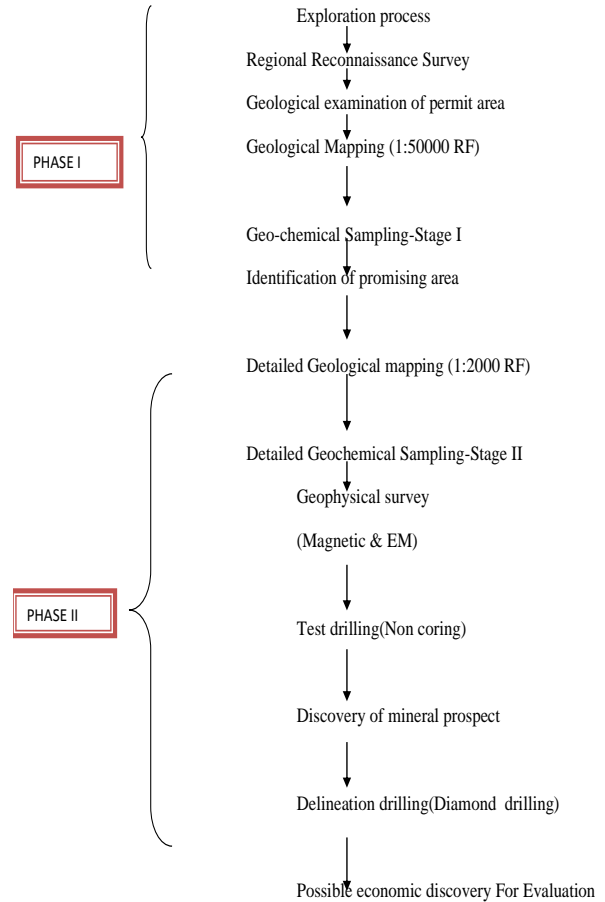 Exploration process
Regional Reconnaissance Survey
Geological examination of permit area
Geological Mapping (1:50000 RF)
PHASE I
Geo-chemical Sampling-Stage I
Identification of promising area
Detailed Geological mapping (1:2000 RF)
Detailed Geochemical Sampling-Stage II
Geophysical survey
(Magnetic & EM)
PHASE II
Test drilling(Non coring)
Discovery of mineral prospect
Delineation drilling(Diamond drilling)
Possible economic discovery For Evaluation